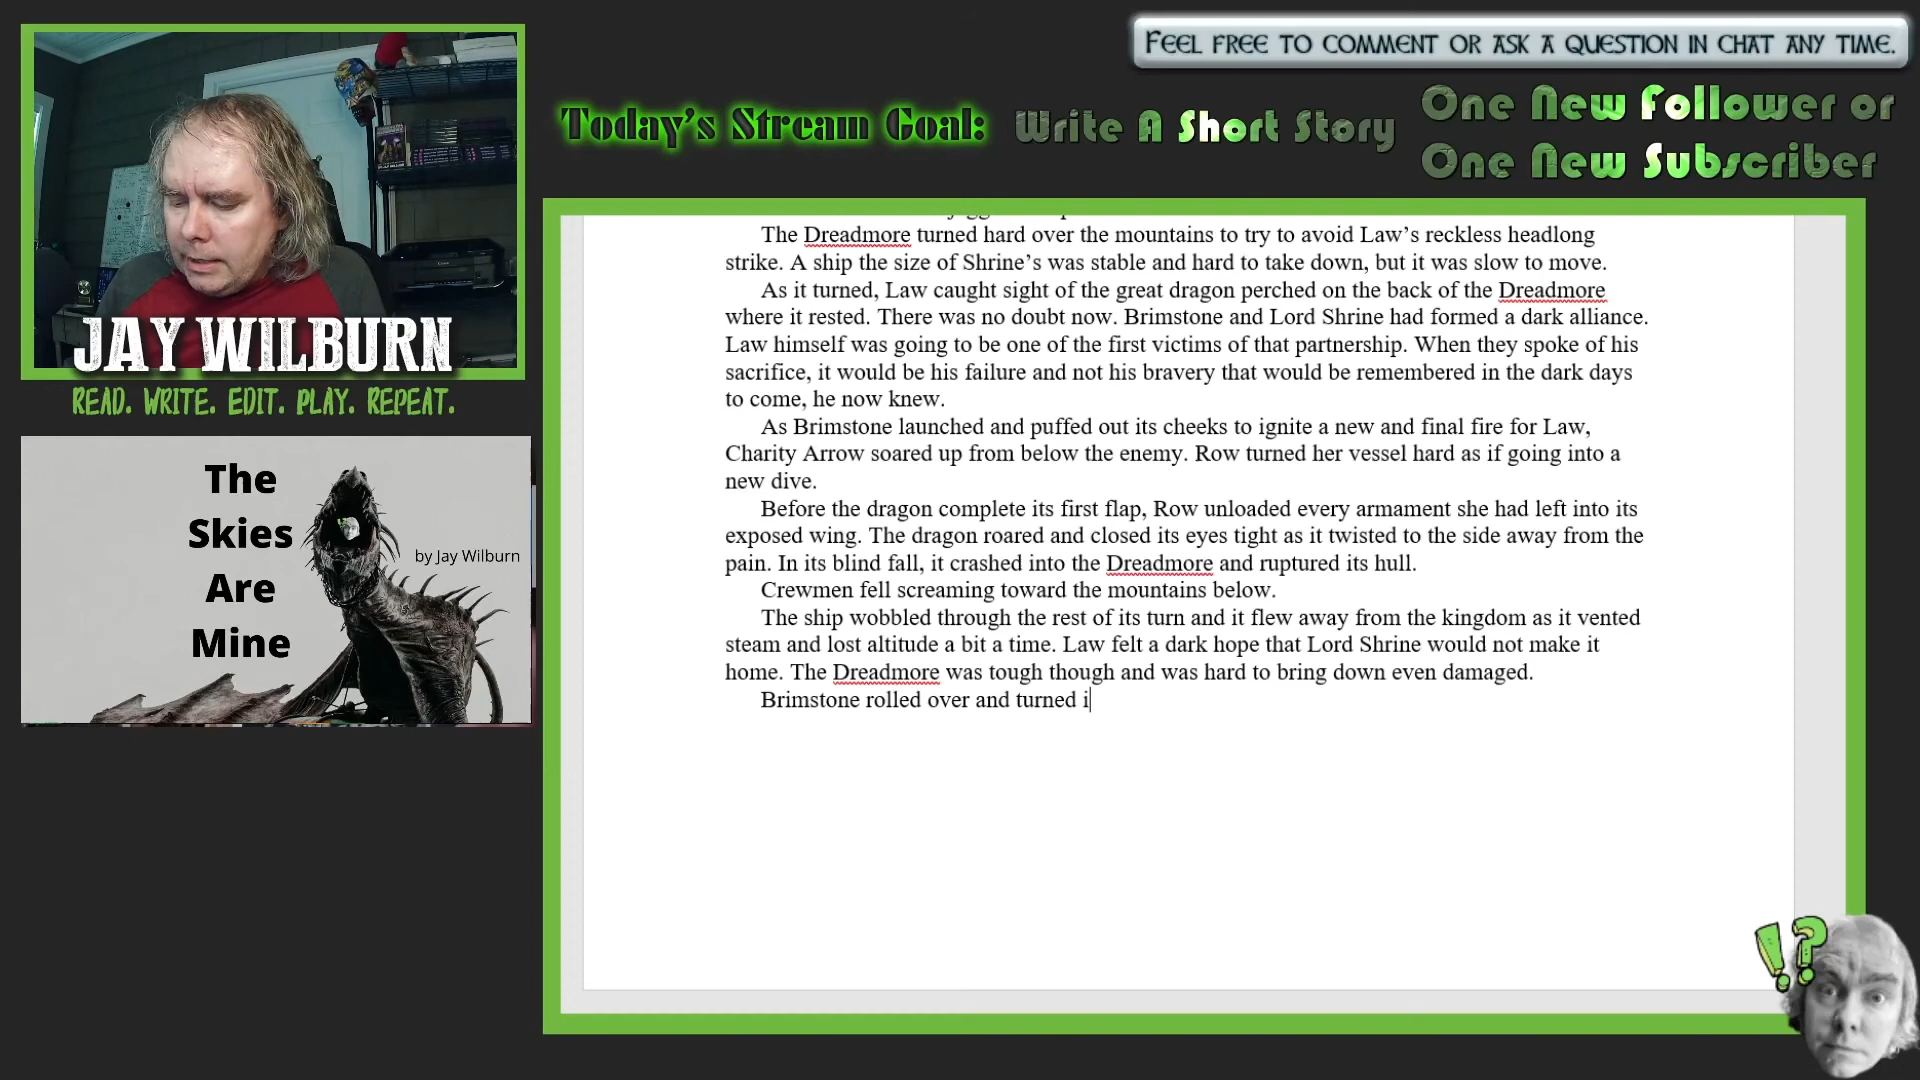 FEEL FREE TO COMMENT OR ASK A QUESTION IN CHAT ANY TIME.
Today's Stream Goal:
Write A Short Story
One New Follower or
One New Subscriber
JAY WILBURN
READ. WRITE. EDIT. PLAY. REPEAT.
The
Skies
Are
Mine
by Jay Wilburn
The Dreadmore turned hard over the mountains to try to avoid Law’s reckless headlong
strike. A ship the size of Shrine’s was stable and hard to take down, but it was slow to move.
As it turned, Law caught sight of the great dragon perched on the back of the Dreadmore
where it rested. There was no doubt now. Brimstone and Lord Shrine had formed a dark alliance.
Law himself was going to be one of the first victims of that partnership. When they spoke of his
sacrifice, it would be his failure and not his bravery that would be remembered in the dark days
to come, he now knew.
As Brimstone launched and puffed out its cheeks to ignite a new and final fire for Law,
Charity Arrow soared up from below the enemy. Row turned her vessel hard as if going into a
new dive.
Before the dragon complete its first flap, Row unloaded every armament she had left into its
exposed wing. The dragon roared and closed its eyes tight as it twisted to the side away from the
pain. In its blind fall, it crashed into the Dreadmore and ruptured its hull.
Crewmen fell screaming toward the mountains below.
The ship wobbled through the rest of its turn and it flew away from the kingdom as it vented
steam and lost altitude a bit a time. Law felt a dark hope that Lord Shrine would not make it
home. The Dreadmore was tough though and was hard to bring down even damaged.
Brimstone rolled over and turned i
!?